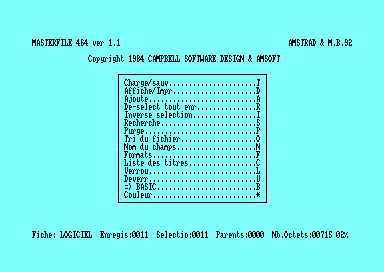 MASTERFILE 464 ver 1.1 AMSTRAD & M.B.92
Copyright 1984 CAMPBELL SOFTWARE DESIGN & AMSOFT
Charge/sauv......................J
Affiche/Impr.....................D
Ajoute...........................A
De-select tout enr...............R
Inverse selection................I
Recherche........................S
Purge............................P
Tri du fichier...................O
Nom du champs....................N
Formats..........................F
Liste des titres.................C
Verrou...........................L
Deverr...........................U
=> BASIC.........................B
Couleur..........................*
Fiche: LOGICIEL Enregis:0011 Selectio:0011 Parents:0000 Nb.Octets:00715 02%